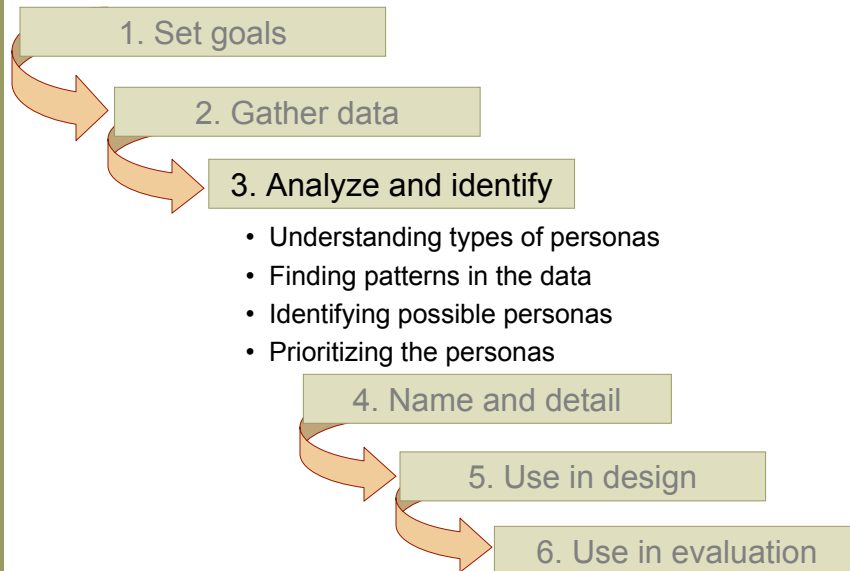 1. Set goals
2. Gather data
3. Analyze and identify
• Understanding types of personas
• Finding patterns in the data
• Identifying possible personas
• Prioritizing the personas
4. Name and detail
5. Use in design
6. Use in evaluation